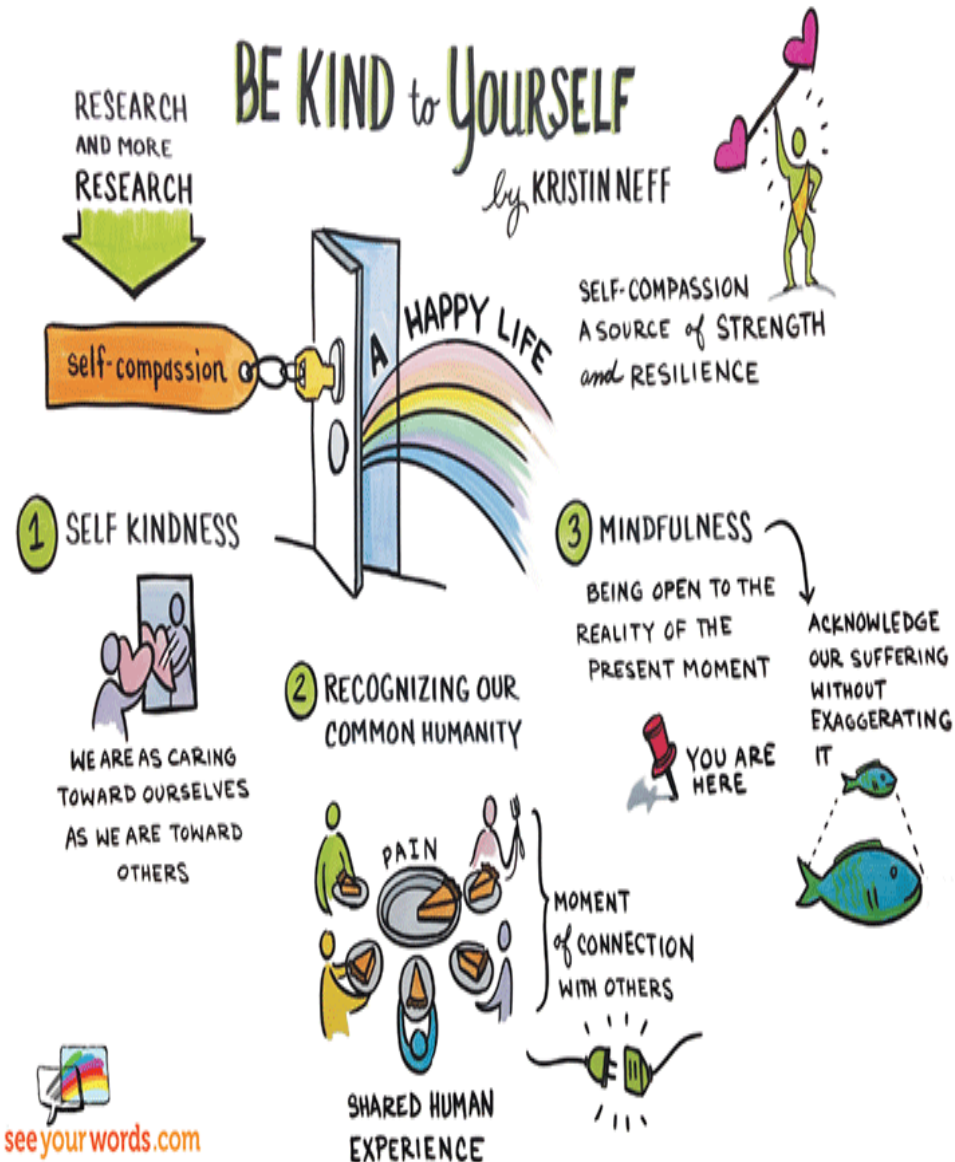 BE KIND to YOURSELF
by KRISTIN NEFF
RESEARCH
AND MORE
RESEARCH
self-compassion
A HAPPY LIFE
SELF-COMPASSION
A SOURCE of STRENGTH
and RESILIENCE
1 SELF KINDNESS
WE ARE AS CARING
TOWARD OURSELVES
AS WE ARE TOWARD
OTHERS
2 RECOGNIZING OUR
COMMON HUMANITY
PAIN
MOMENT
of CONNECTION
WITH OTHERS
SHARED HUMAN
EXPERIENCE
3 MINDFULNESS
BEING OPEN TO THE
REALITY OF THE
PRESENT MOMENT
YOU ARE
HERE
ACKNOWLEDGE
OUR SUFFERING
WITHOUT
EXAGGERATING
IT
seeyourwords.com